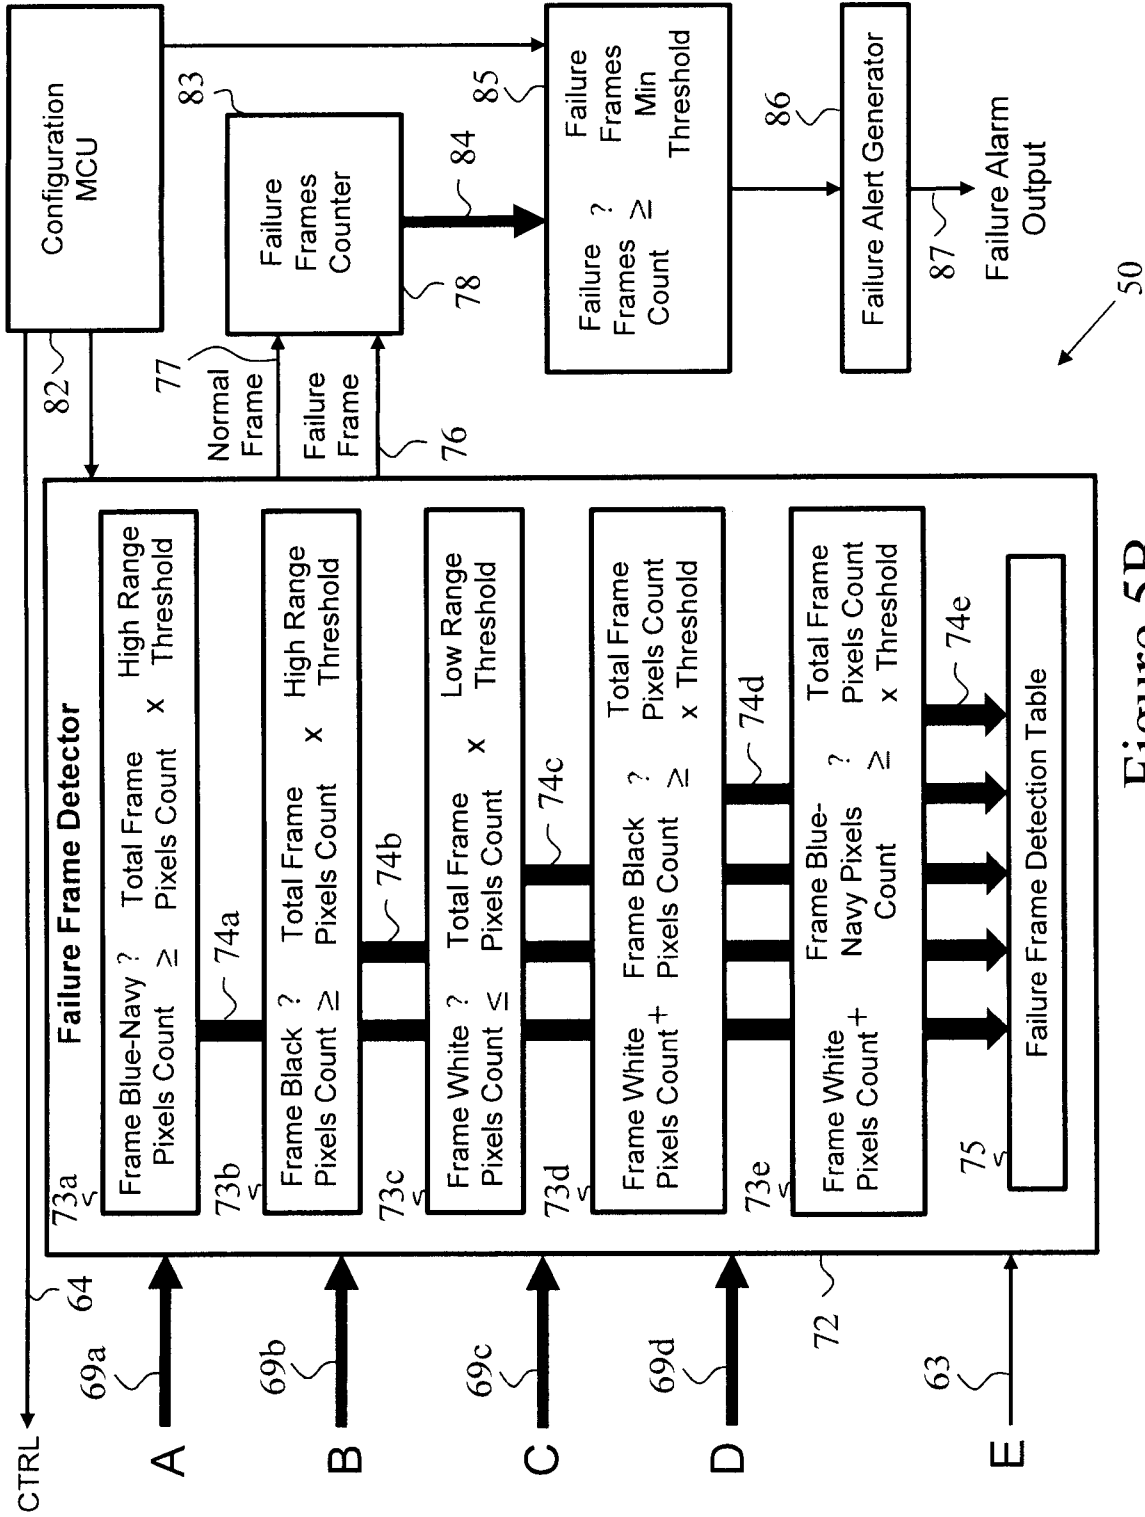 CTRL
64
82
Configuration
MCU
Failure Frame Detector
73a
Frame Blue-Navy ? Total Frame High Range
Pixels Count ≥ Pixels Count x Threshold
74a
73b
Frame Black ? Total Frame High Range
Pixels Count ≥ Pixels Count x Threshold
74b
73c
Frame White ? Total Frame Low Range
Pixels Count ≤ Pixels Count x Threshold
74c
73d
Frame White Frame Black ? Total Frame
Pixels Count + Pixels Count ≥ Pixels Count
x Threshold
74d
73e
Frame White Frame Blue- ? Total Frame
Pixels Count + Navy Pixels ≥ Pixels Count
Count x Threshold
74e
75
Failure Frame Detection Table
72
A
69a
B
69b
C
69c
D
69d
E
63
77
Normal
Frame
Failure
Frame
76
83
Failure
Frames
Counter
78
84
85
Failure ? Failure
Frames ≥ Frames
Count Min
Threshold
86
Failure Alert Generator
87
Failure Alarm
Output
50
Figure 5B